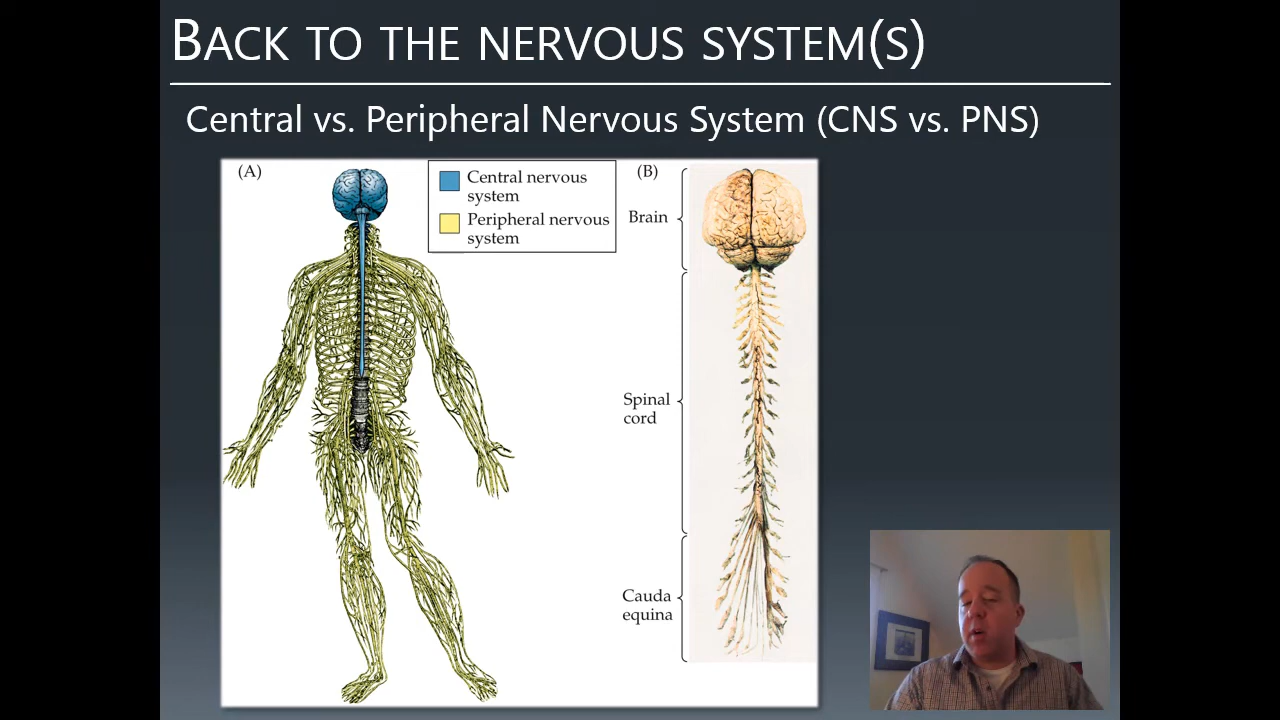 BACK TO THE NERVOUS SYSTEM(S)
Central vs. Peripheral Nervous System (CNS vs. PNS)
(A)
Central nervous
system
Peripheral nervous
system
(B)
Brain
Spinal
cord
Cauda
equina